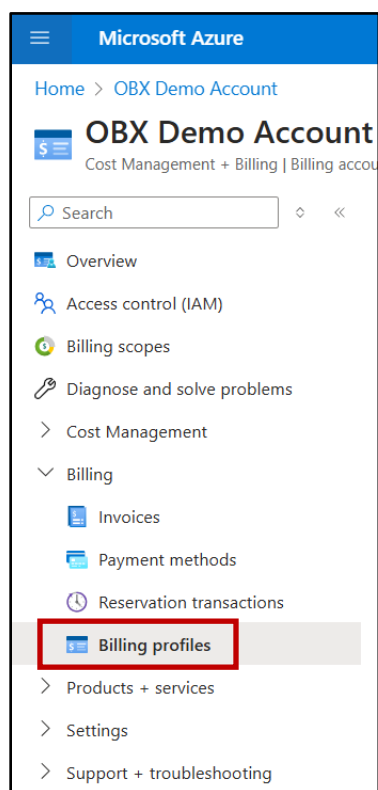 Microsoft Azure
Home > OBX Demo Account
OBX Demo Account
Cost Management + Billing | Billing accou
Search
Overview
Access control (IAM)
Billing scopes
Diagnose and solve problems
Cost Management
Billing
Invoices
Payment methods
Reservation transactions
Billing profiles
Products + services
Settings
Support + troubleshooting